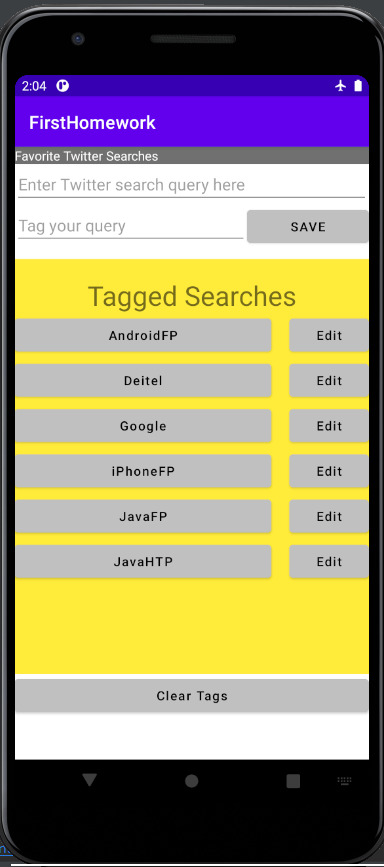 2:04
FirstHomework
Favorite Twitter Searches
Enter Twitter search query here
Tag your query SAVE
Tagged Searches
AndroidFP Edit
Deitel Edit
Google Edit
iPhoneFP Edit
JavaFP Edit
JavaHTP Edit
Clear Tags